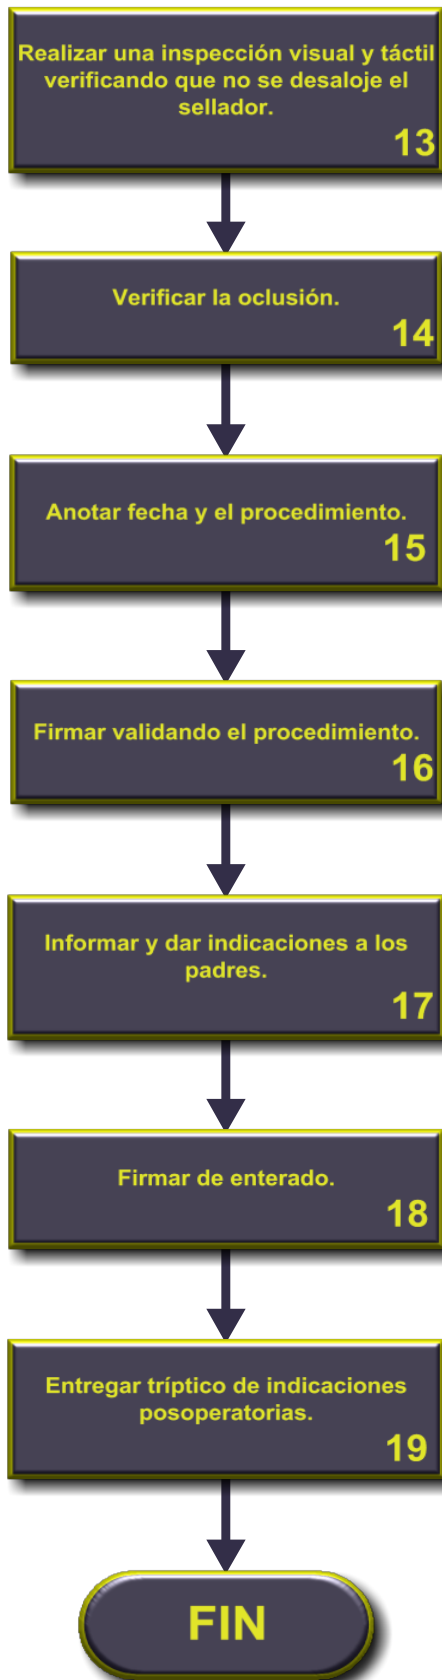 Realizar una inspección visual y táctil
verificando que no se desaloje el
sellador.
13
Verificar la oclusión.
14
Anotar fecha y el procedimiento.
15
Firmar validando el procedimiento.
16
Informar y dar indicaciones a los
padres.
17
Firmar de enterado.
18
Entregar tríptico de indicaciones
posoperatorias.
19
FIN